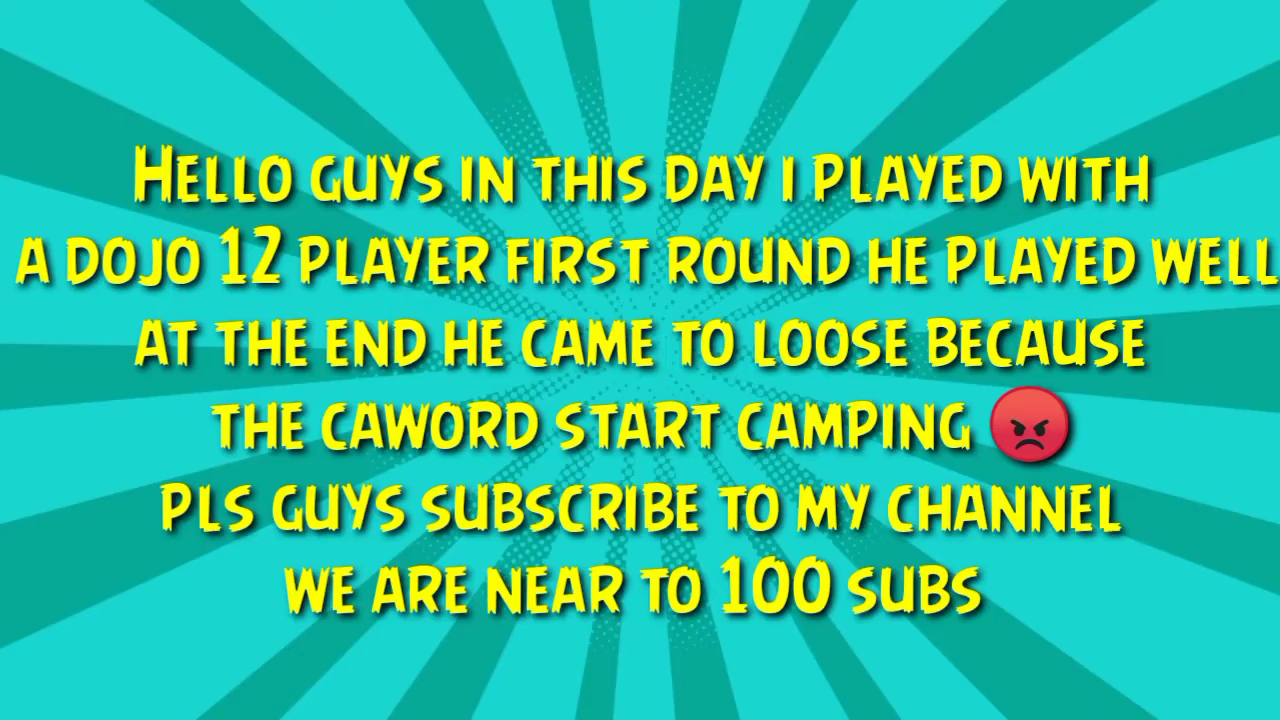 Hello guys in this day i played with
a dojo 12 player first round he played well
at the end he came to loose because
the caword start camping 😡
pls guys subscribe to my channel
we are near to 100 subs